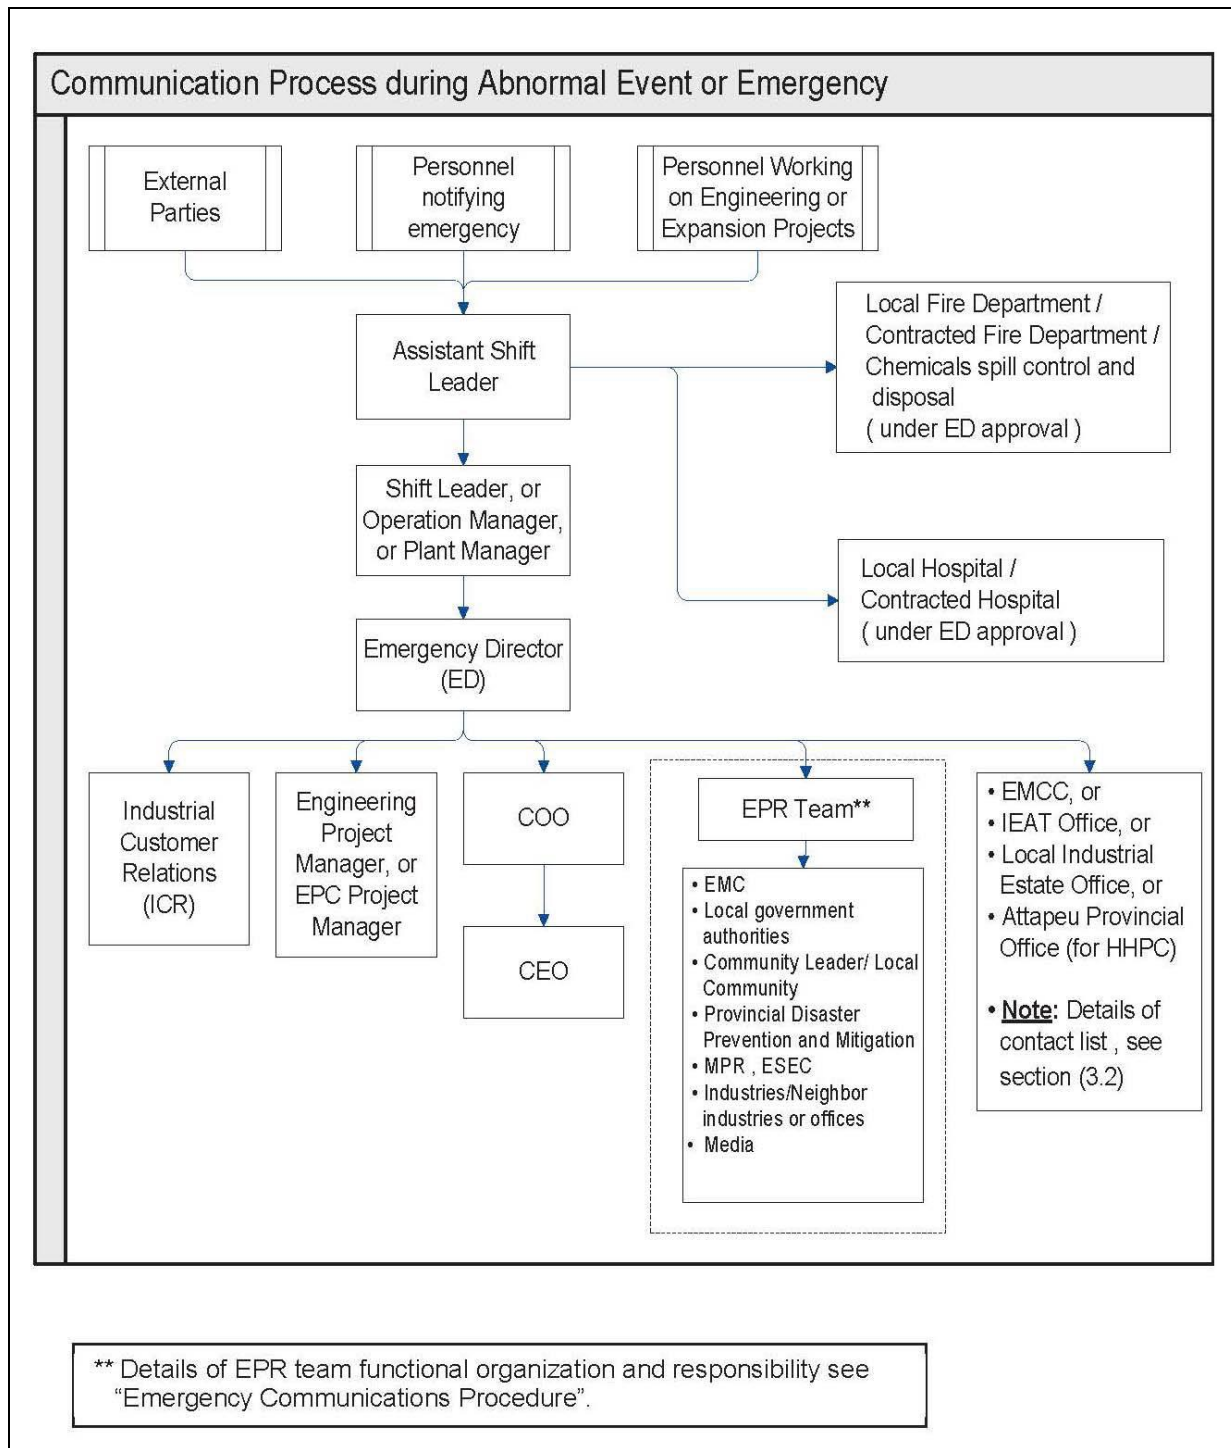 Communication Process during Abnormal Event or Emergency
External
Parties
Personnel
notifying
emergency
Personnel Working
on Engineering or
Expansion Projects
Assistant Shift
Leader
Local Fire Department /
Contracted Fire Department /
Chemicals spill control and
disposal
( under ED approval )
Shift Leader, or
Operation Manager,
or Plant Manager
Local Hospital /
Contracted Hospital
( under ED approval )
Emergency Director
(ED)
Industrial
Customer
Relations
(ICR)
Engineering
Project
Manager, or
EPC Project
Manager
COO
CEO
EPR Team**
• EMC
• Local government
authorities
• Community Leader/ Local
Community
• Provincial Disaster
Prevention and Mitigation
• MPR , ESEC
• Industries/Neighbor
industries or offices
• Media
• EMCC, or
• IEAT Office, or
• Local Industrial
Estate Office, or
• Attapeu Provincial
Office (for HHPC)
• Note: Details of
contact list , see
section (3.2)
** Details of EPR team functional organization and responsibility see
“Emergency Communications Procedure”.